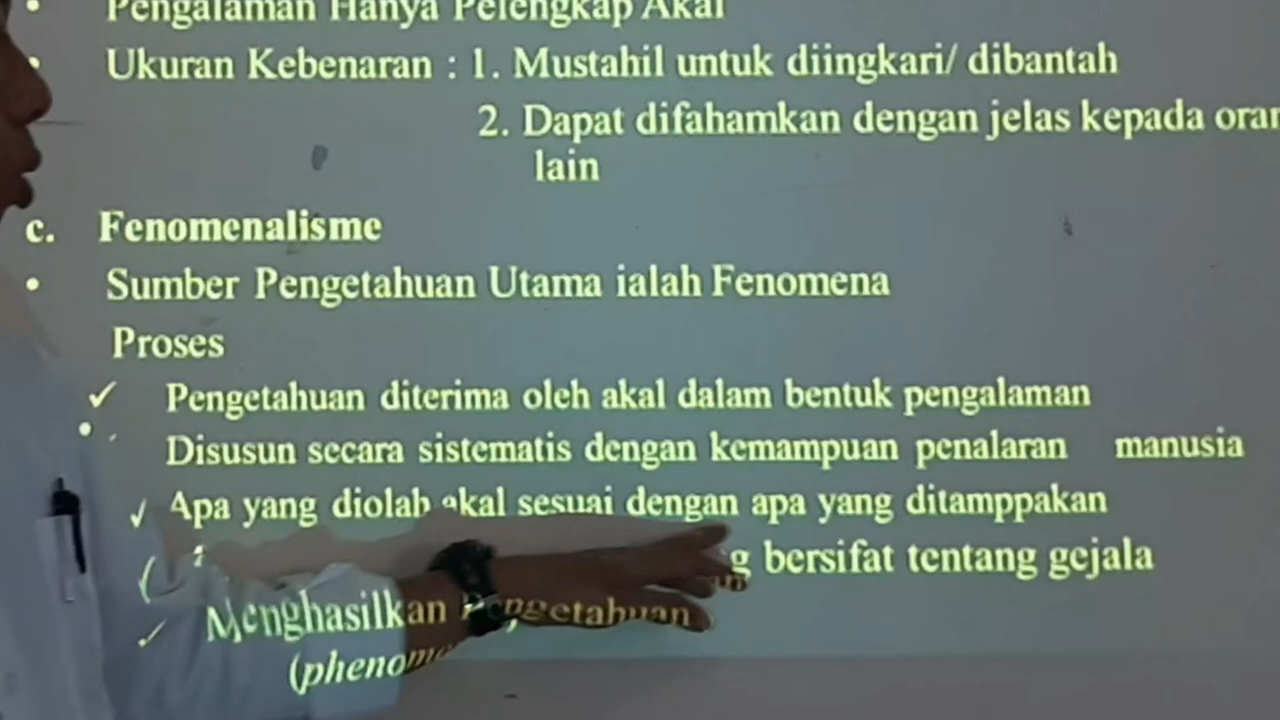 Pengalaman Hanya Pelengkap Akal
Ukuran Kebenaran : 1. Mustahil untuk diingkari/ dibantah
2. Dapat difahamkan dengan jelas kepada
lain
c. Fenomenalisme
• Sumber Pengetahuan Utama ialah Fenomena
Proses
✓ Pengetahuan diterima oleh akal dalam bentuk pengalaman
Disusun secara sistematis dengan kemampuan penalaran manusia
✓ Apa yang diolah akal sesuai dengan apa yang ditamppakan
bersifat tentang gejala
✓ Menghasilkan Pengetahuan